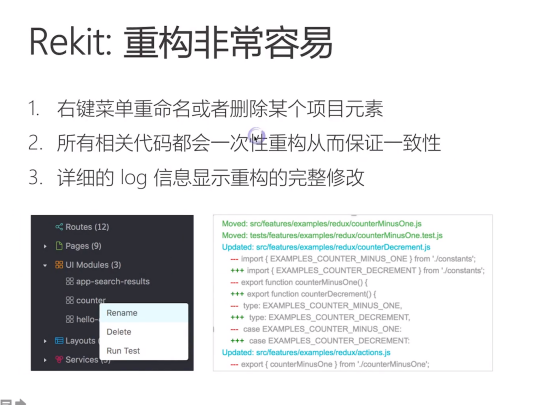 Rekit: 重构非常容易
1. 右键菜单重命名或者删除某个项目元素
2. 所有相关代码都会一次性重构从而保证一致性
3. 详细的 log 信息显示重构的完整修改
Routes (12)
Pages (9)
UI Modules (3)
app-search-results
counter
Rename
hello-
Delete
Layouts
Run Test
Services
Moved: src/features/examples/redux/counterMinusOne.js
Moved: tests/features/examples/redux/counterMinusOne.test.js
Updated: src/features/examples/redux/counterDecrement.js
--- import { EXAMPLES_COUNTER_MINUS_ONE } from './constants';
+++ import { EXAMPLES_COUNTER_DECREMENT } from './constants';
--- export function counterMinusOne() {
+++ export function counterDecrement() {
--- type: EXAMPLES_COUNTER_MINUS_ONE,
+++ type: EXAMPLES_COUNTER_DECREMENT,
--- case EXAMPLES_COUNTER_MINUS_ONE:
+++ case EXAMPLES_COUNTER_DECREMENT:
Updated: src/features/examples/redux/actions.js
--- export { counterMinusOne } from './counterMinusOne';